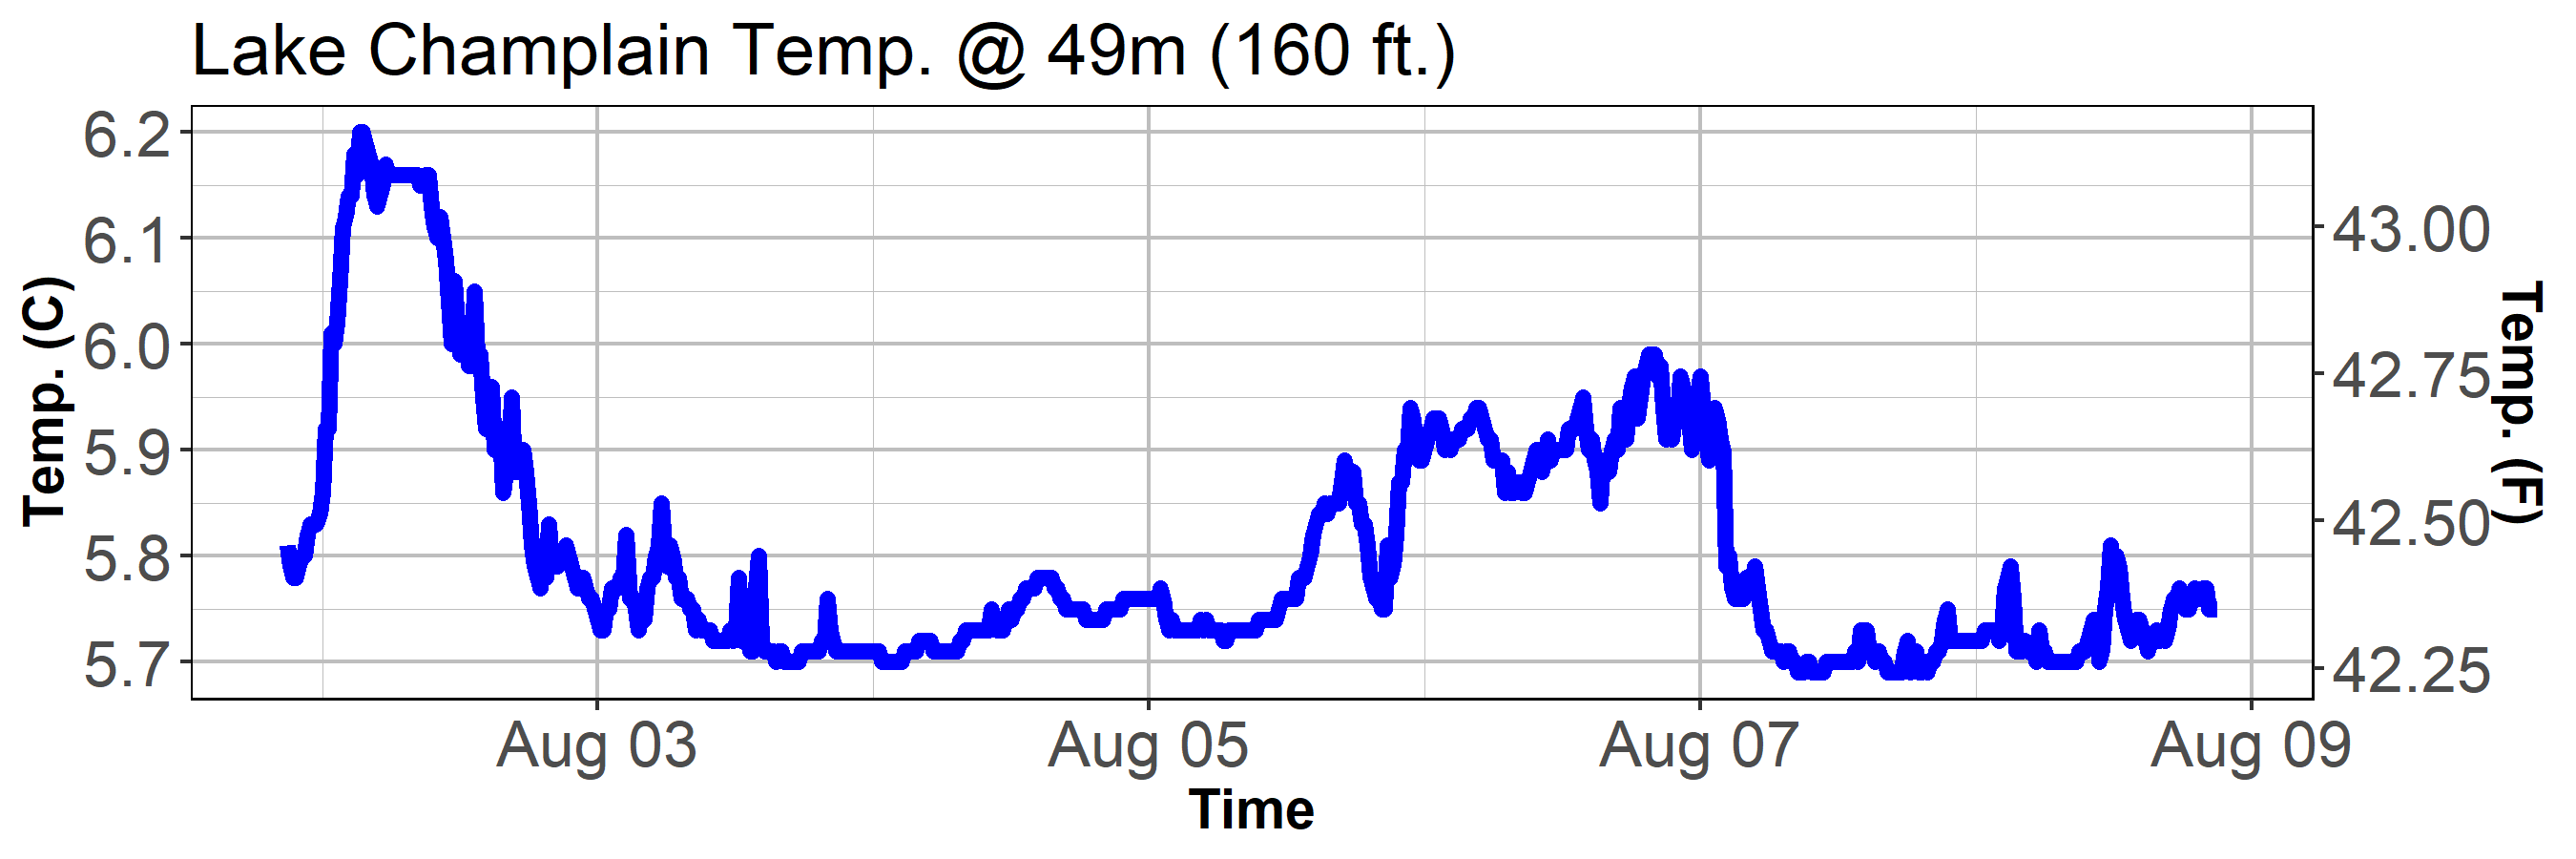 Lake Champlain Temp. @ 49m (160 ft.)
Temp. (C)
6.2
6.1
6.0
5.9
5.8
5.7
43.00
42.75
42.50
42.25
Temp. (F)
Aug 03 Aug 05 Aug 07 Aug 09
Time